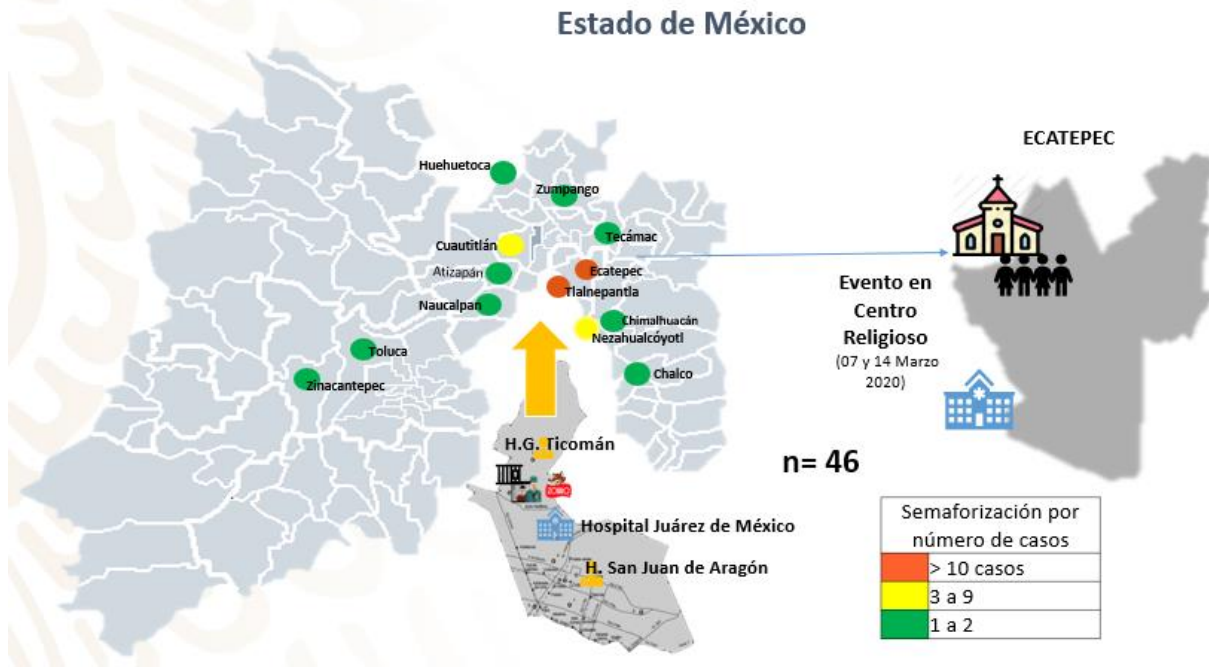 Estado de México
ECATEPEC
Huehuetoca
Zumpango
Tecámac
Cuautitlán
Atizapán
Ecatepec
Tlalnepantla
Naucalpan
Chimalhuacán
Nezahualcóyotl
Toluca
Chalco
Zinacantepec
Evento en
Centro
Religioso
(07 y 14 Marzo
2020)
H.G. Ticomán
ZORRO
n= 46
Hospital Juárez de México
H. San Juan de Aragón
Semaforización por
número de casos
> 10 casos
3 a 9
1 a 2